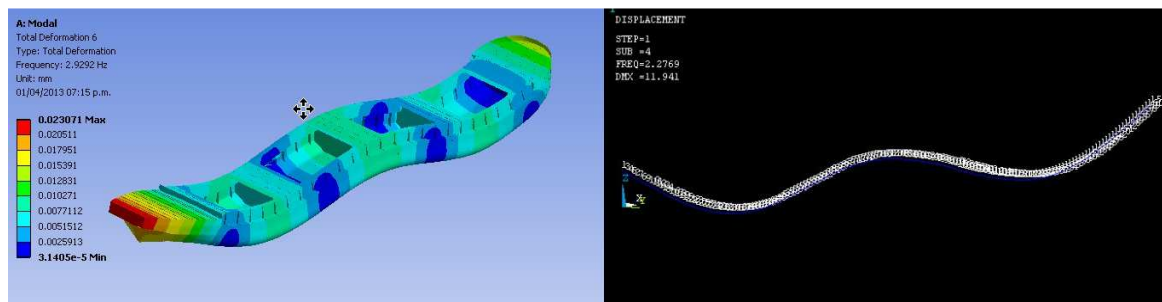 A: Modal
Total Deformation 6
Type: Total Deformation
Frequency: 2.9292 Hz
Unit: mm
01/04/2013 07:15 p.m.
0.023071 Max
0.020511
0.017951
0.015391
0.012831
0.010271
0.0077112
0.0051512
0.0025913
3.1405e-5 Min
DISPLACEMENT
STEP=1
SUB =4
FREQ=2.2769
DMX =11.941